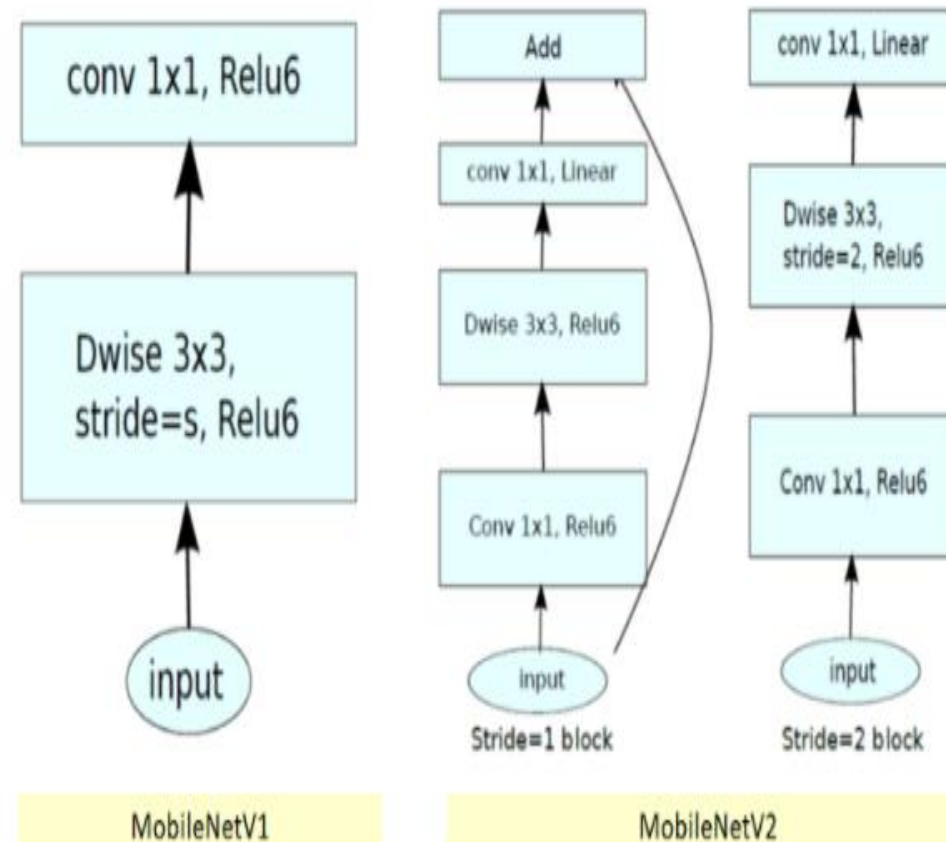 conv 1x1, Relu6
Dwise 3x3,
stride=s, Relu6
input
MobileNetV1
Add
conv 1x1, Linear
Dwise 3x3, Relu6
Conv 1x1, Relu6
input
Stride=1 block
conv 1x1, Linear
Dwise 3x3,
stride=2, Relu6
Conv 1x1, Relu6
input
Stride=2 block
MobileNetV2